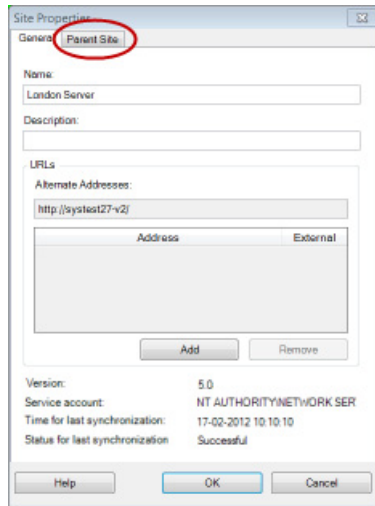 Site Properties
General Parent Site
Name:
London Server
Description:
URLs
Alternate Addresses:
http://systest27-v2/
Address External
Add Remove
Version: 5.0
Service account: NT AUTHORITY\NETWORK SER
Time for last synchronization: 17-02-2012 10:10:10
Status for last synchronization Successful
Help OK Cancel